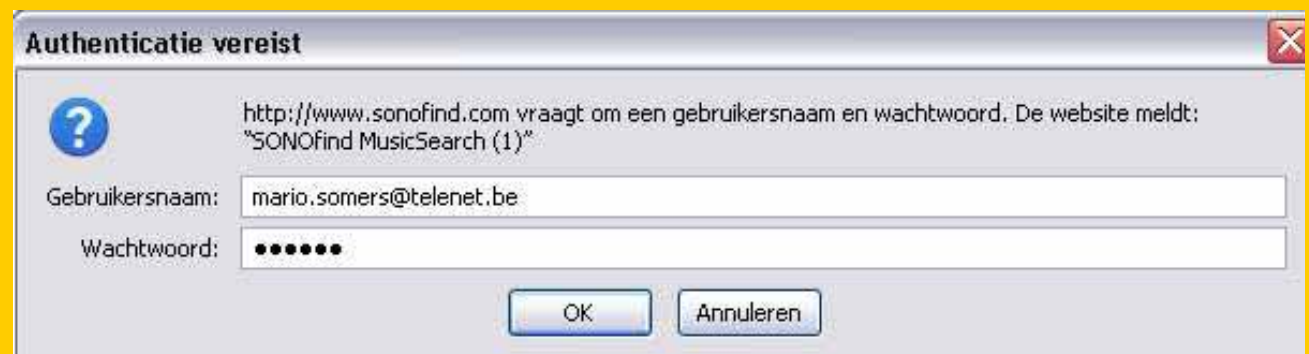 Authenticatie vereist
http://www.sonofind.com vraagt om een gebruikersnaam en wachtwoord. De website meldt:
"SONOfind MusicSearch (1)"
Gebruikersnaam: mario.somers@telenet.be
Wachtwoord: ●●●●●●
OK Annuleren